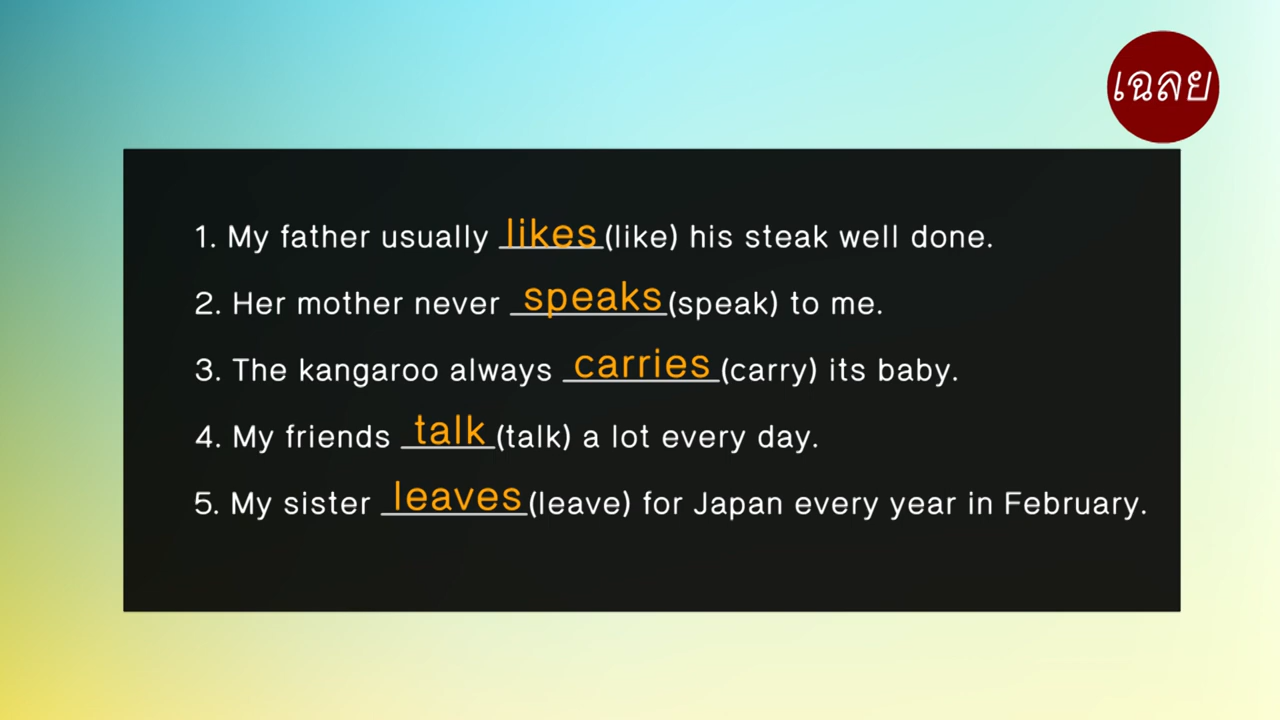 เฉลย
1. My father usually likes(like) his steak well done.
2. Her mother never speaks(speak) to me.
3. The kangaroo always carries(carry) its baby.
4. My friends talk(talk) a lot every day.
5. My sister leaves(leave) for Japan every year in February.